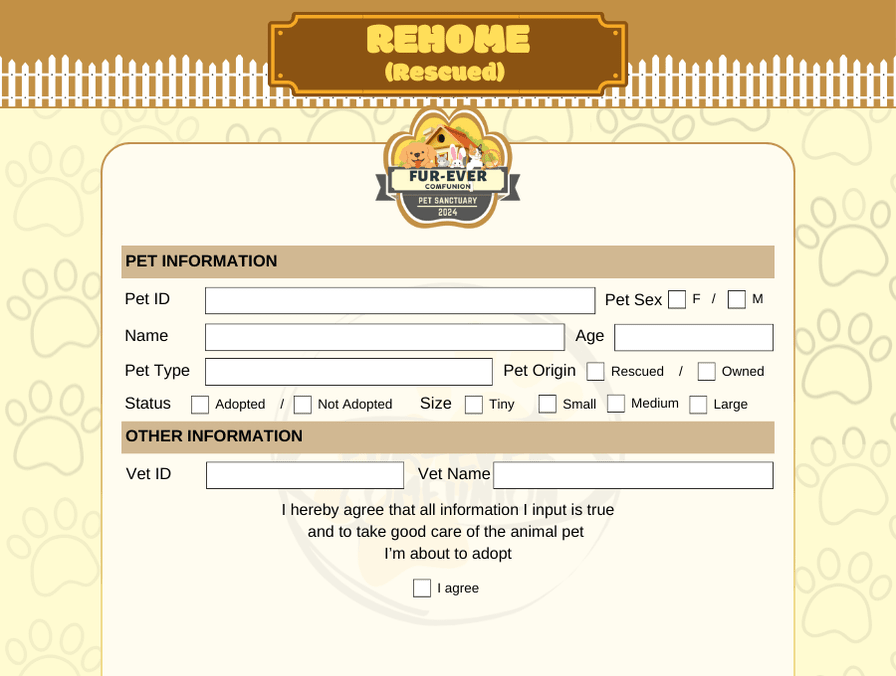 REHOME
(Rescued)
FUR-EVER
COMFUNION
PET SANCTUARY
2024
PET INFORMATION
Pet ID Pet Sex F / M
Name Age
Pet Type Pet Origin Rescued / Owned
Status Adopted / Not Adopted Size Tiny Small Medium Large
OTHER INFORMATION
Vet ID Vet Name
I hereby agree that all information I input is true
and to take good care of the animal pet
I'm about to adopt
I agree